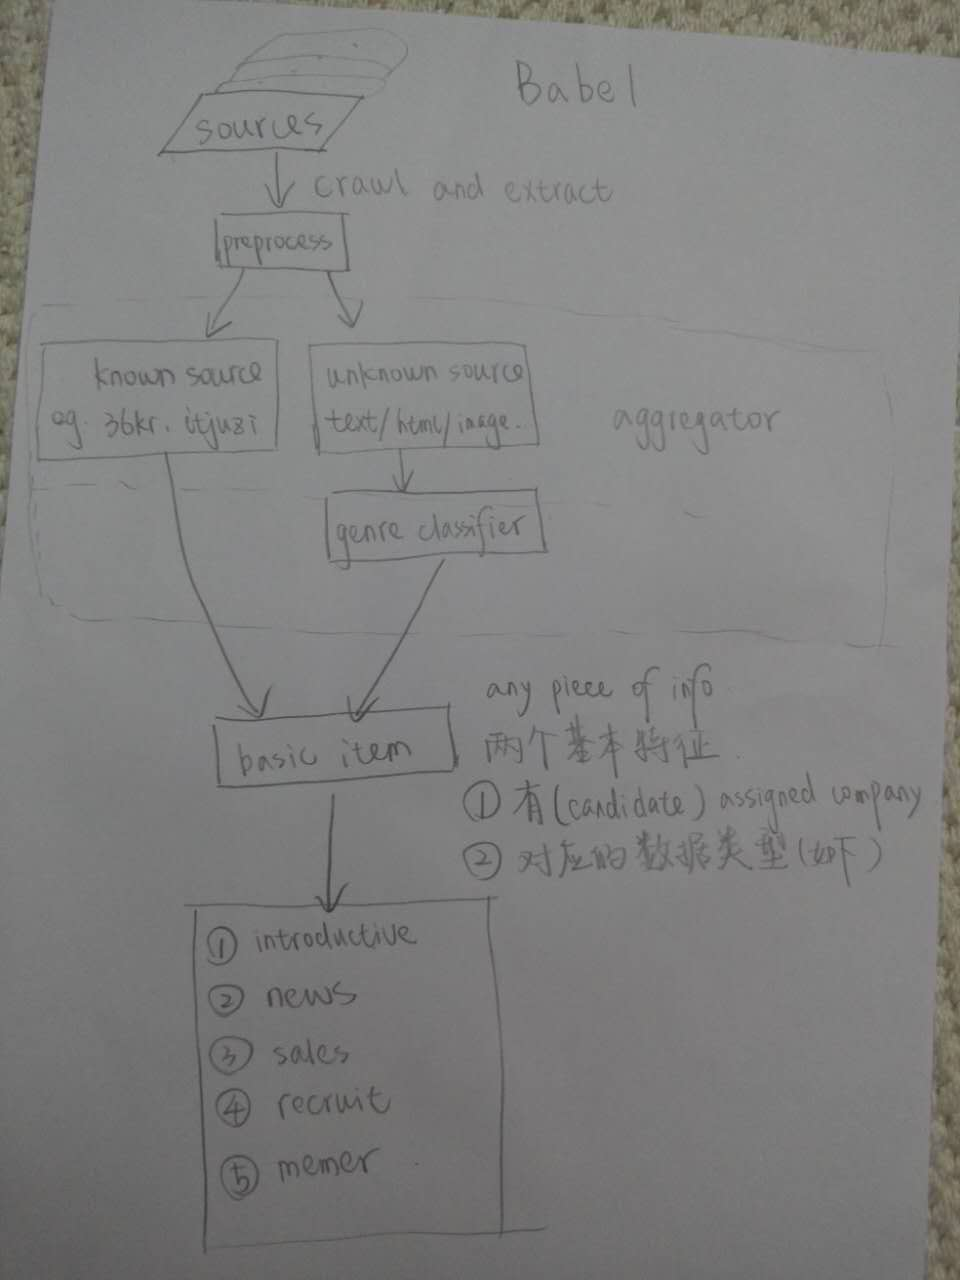 Babel
sources
crawl and extract
preprocess
known source
eg. 36kr. itjuzi
unknown source
text/html/image..
aggregator
genre classifier
basic item
any piece of info.
两个基本特征.
① 有(candidate) assigned company
② 对应的数据类型(如下)
① introductive
② news
③ sales
④ recruit
⑤ memer